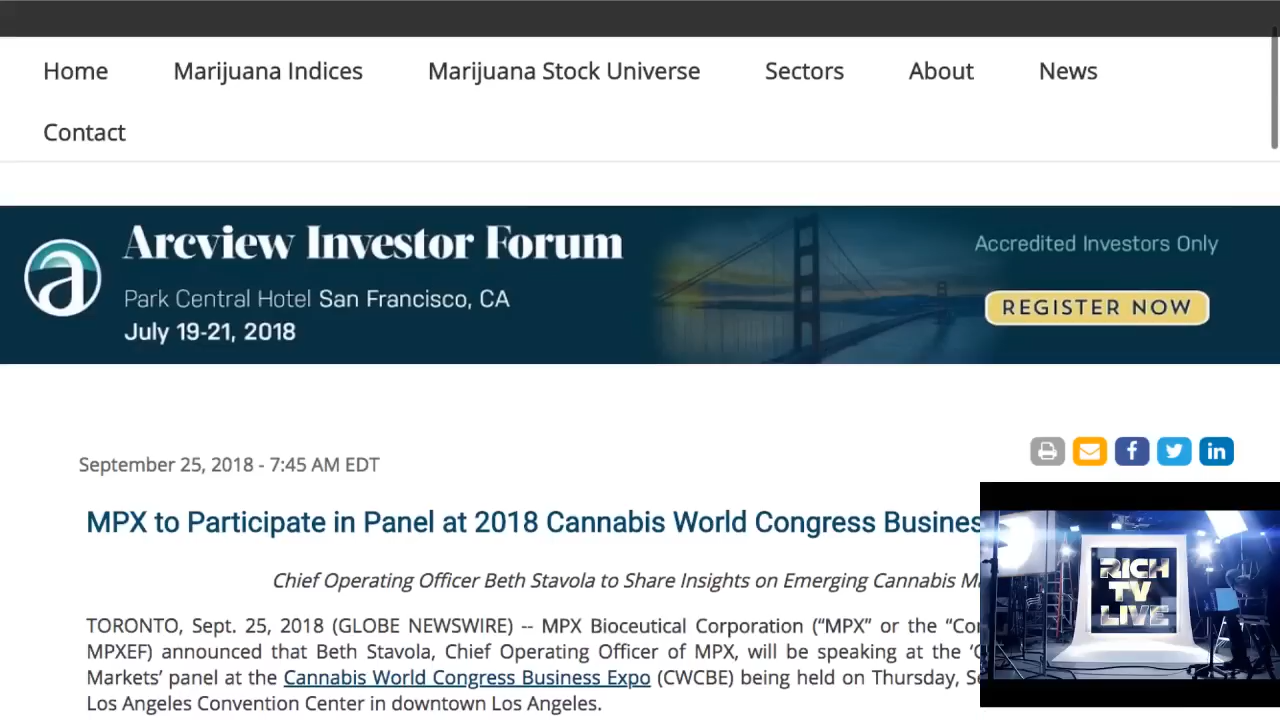 Home Marijuana Indices Marijuana Stock Universe Sectors About News
Contact
Arcview Investor Forum
Park Central Hotel San Francisco, CA
July 19-21, 2018
Accredited Investors Only
REGISTER NOW
September 25, 2018 - 7:45 AM EDT
MPX to Participate in Panel at 2018 Cannabis World Congress Busines
Chief Operating Officer Beth Stavola to Share Insights on Emerging Cannabis
TORONTO, Sept. 25, 2018 (GLOBE NEWSWIRE) -- MPX Bioceutical Corporation (“MPX” or the
MPXEF) announced that Beth Stavola, Chief Operating Officer of MPX, will be speaking at the
Markets’ panel at the Cannabis World Congress Business Expo (CWCBE) being held on Thursday,
Los Angeles Convention Center in downtown Los Angeles.
RICH
TV
LIVE